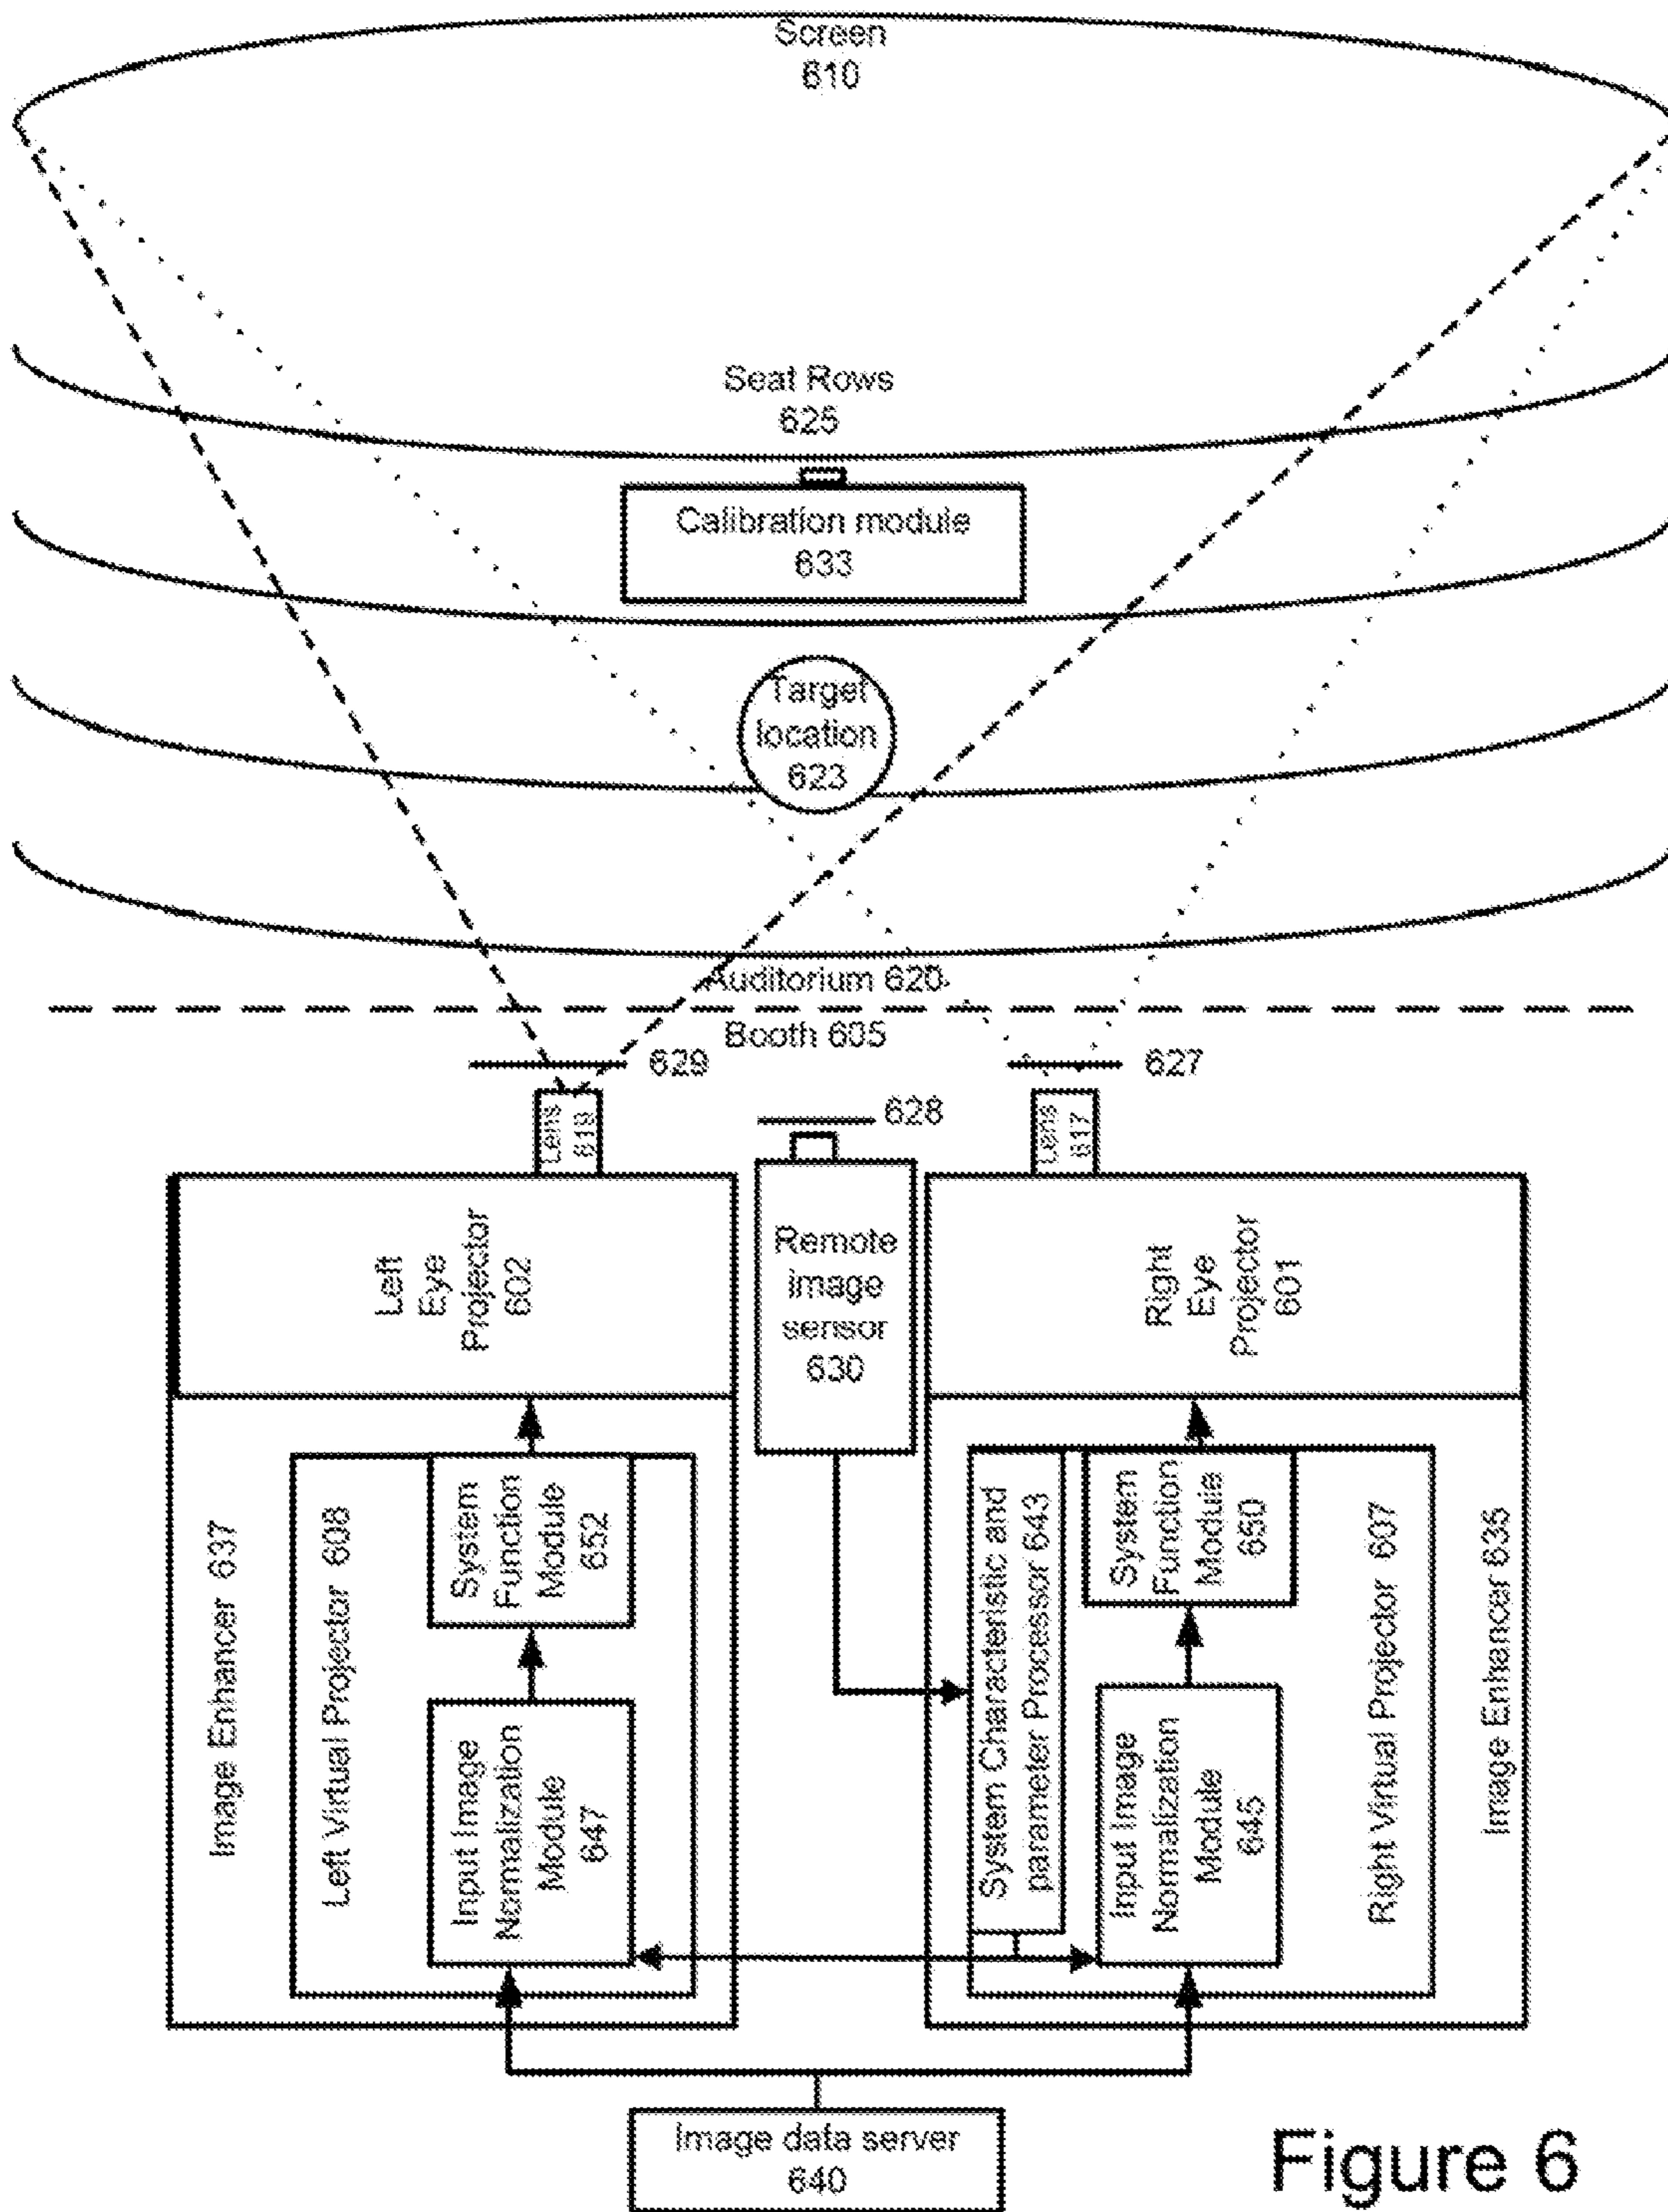 Screen
610
Seat Rows
625
Calibration module
633
Target
location
623
Auditorium 620
Booth 605
629
627
628
Lens
619
Lens
617
Left
Eye
Projector
602
Remote
image
sensor
630
Right
Eye
Projector
601
Image Enhancer 637
Left Virtual Projector 608
System
Function
Module
652
Input Image
Normalization
Module
647
System Characteristic and
parameter Processor 643
System
Function
Module
650
Input Image
Normalization
Module
645
Right Virtual Projector 607
Image Enhancer 635
Image data server
640
Figure 6